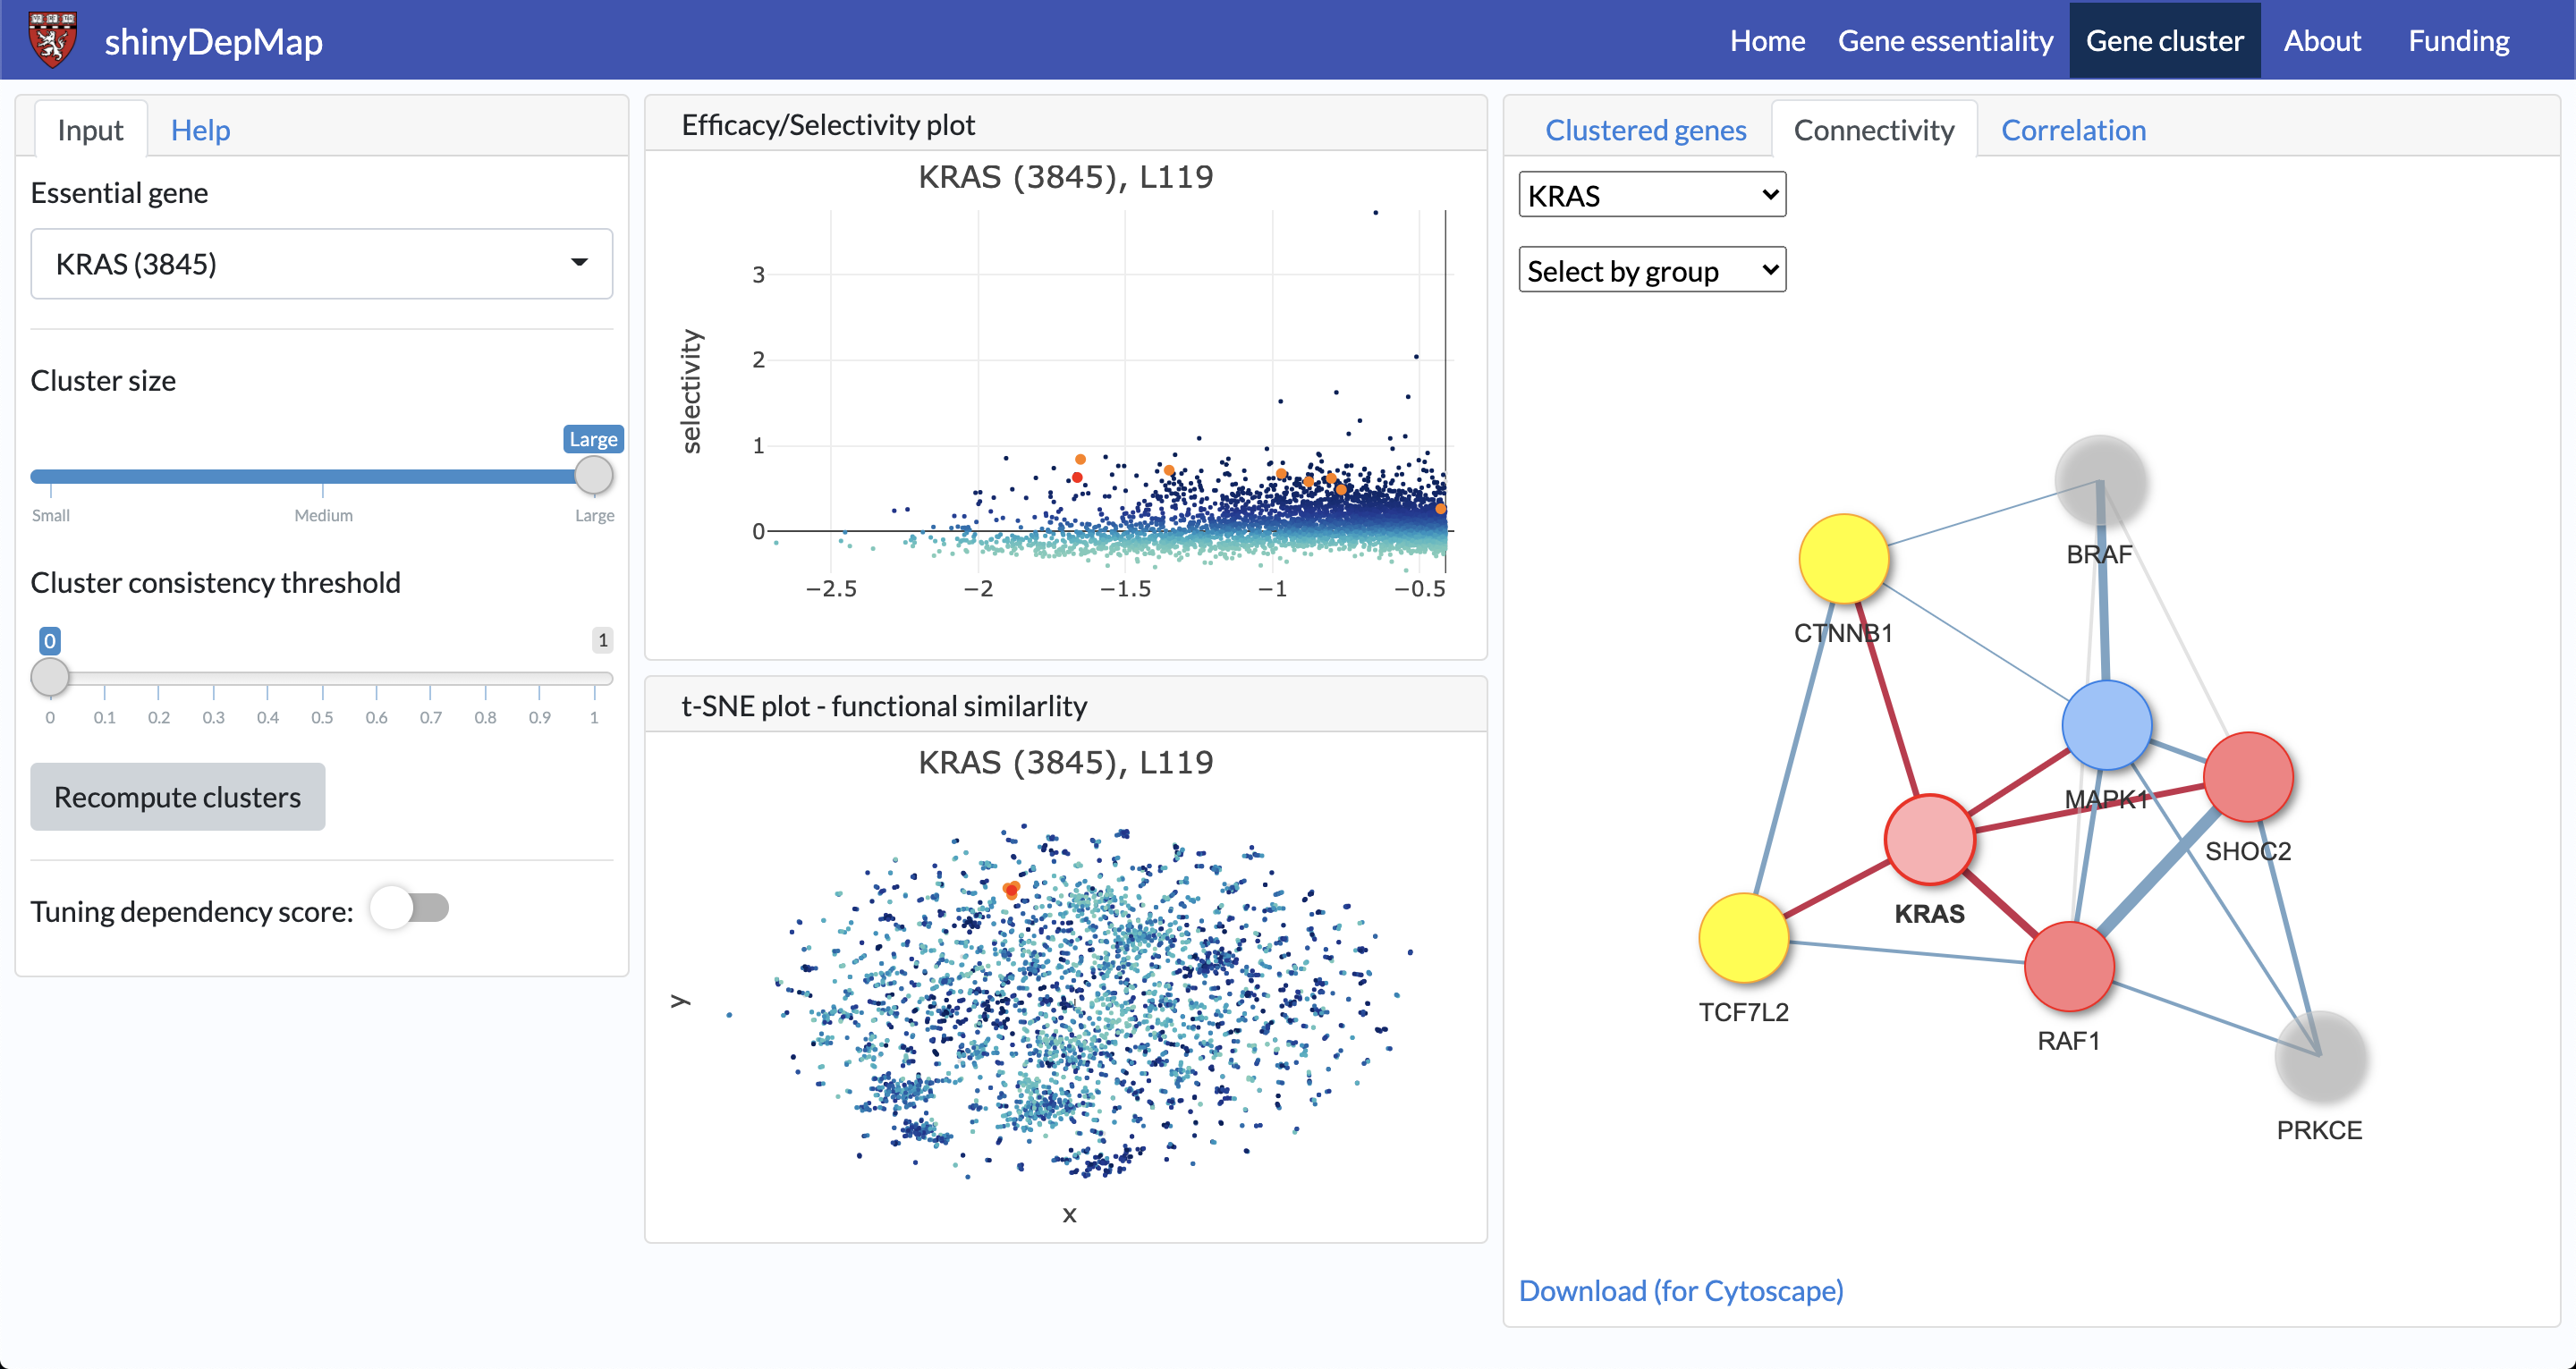 shinyDepMap
Home Gene essentiality Gene cluster About Funding
Input Help
Essential gene
KRAS (3845)
Cluster size
Large
Small Medium Large
Cluster consistency threshold
0 1
0 0.1 0.2 0.3 0.4 0.5 0.6 0.7 0.8 0.9 1
Recompute clusters
Tuning dependency score:
Efficacy/Selectivity plot
KRAS (3845), L119
selectivity
3
2
1
0
−2.5 −2 −1.5 −1 −0.5
t-SNE plot - functional similarlity
KRAS (3845), L119
y
x
Clustered genes Connectivity Correlation
KRAS
Select by group
BRAF
CTNNB1
MAPK1
SHOC2
KRAS
TCF7L2
RAF1
PRKCE
Download (for Cytoscape)